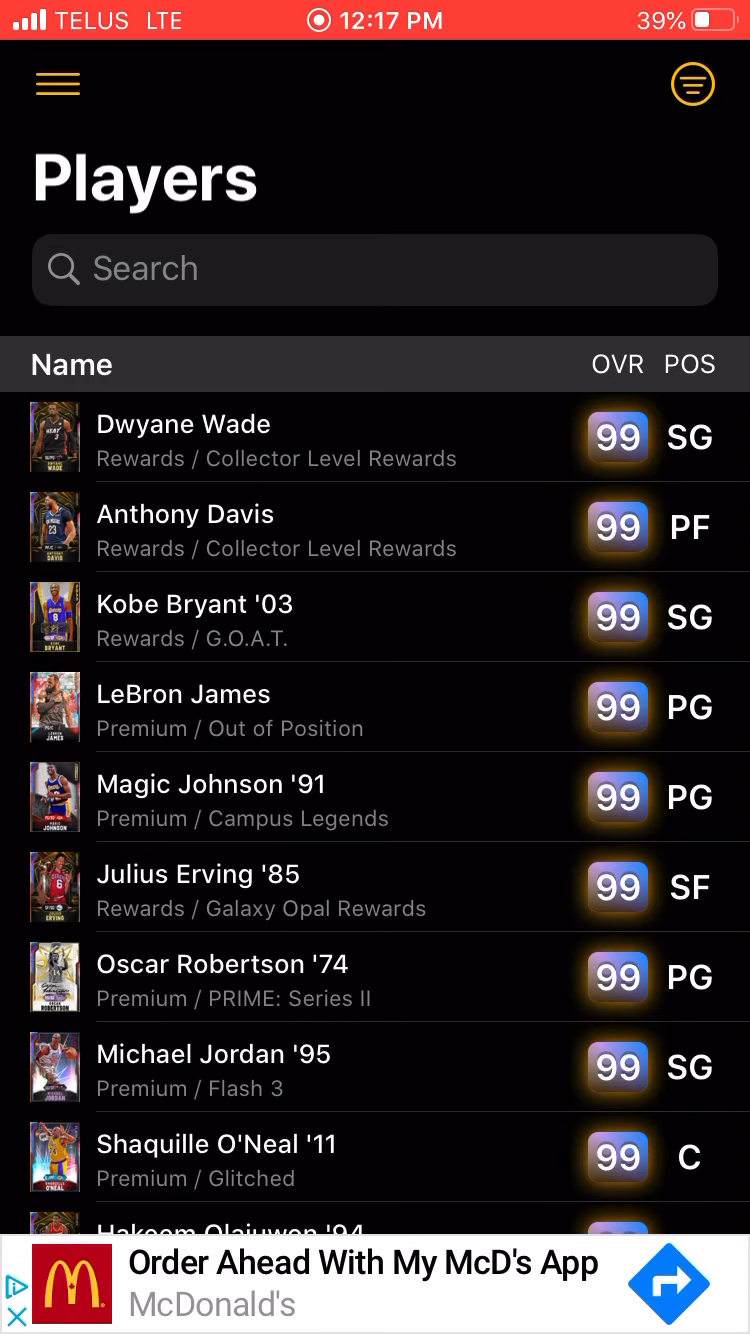 TELUS LTE 12:17 PM 39%
Players
Search
Name OVR POS
Dwyane Wade 99 SG
Rewards / Collector Level Rewards
Anthony Davis 99 PF
Rewards / Collector Level Rewards
Kobe Bryant '03 99 SG
Rewards / G.O.A.T.
LeBron James 99 PG
Premium / Out of Position
Magic Johnson '91 99 PG
Premium / Campus Legends
Julius Erving '85 99 SF
Rewards / Galaxy Opal Rewards
Oscar Robertson '74 99 PG
Premium / PRIME: Series II
Michael Jordan '95 99 SG
Premium / Flash 3
Shaquille O'Neal '11 99 C
Premium / Glitched
Hakeem Olajuwon '94
Order Ahead With My McD's App
McDonald's